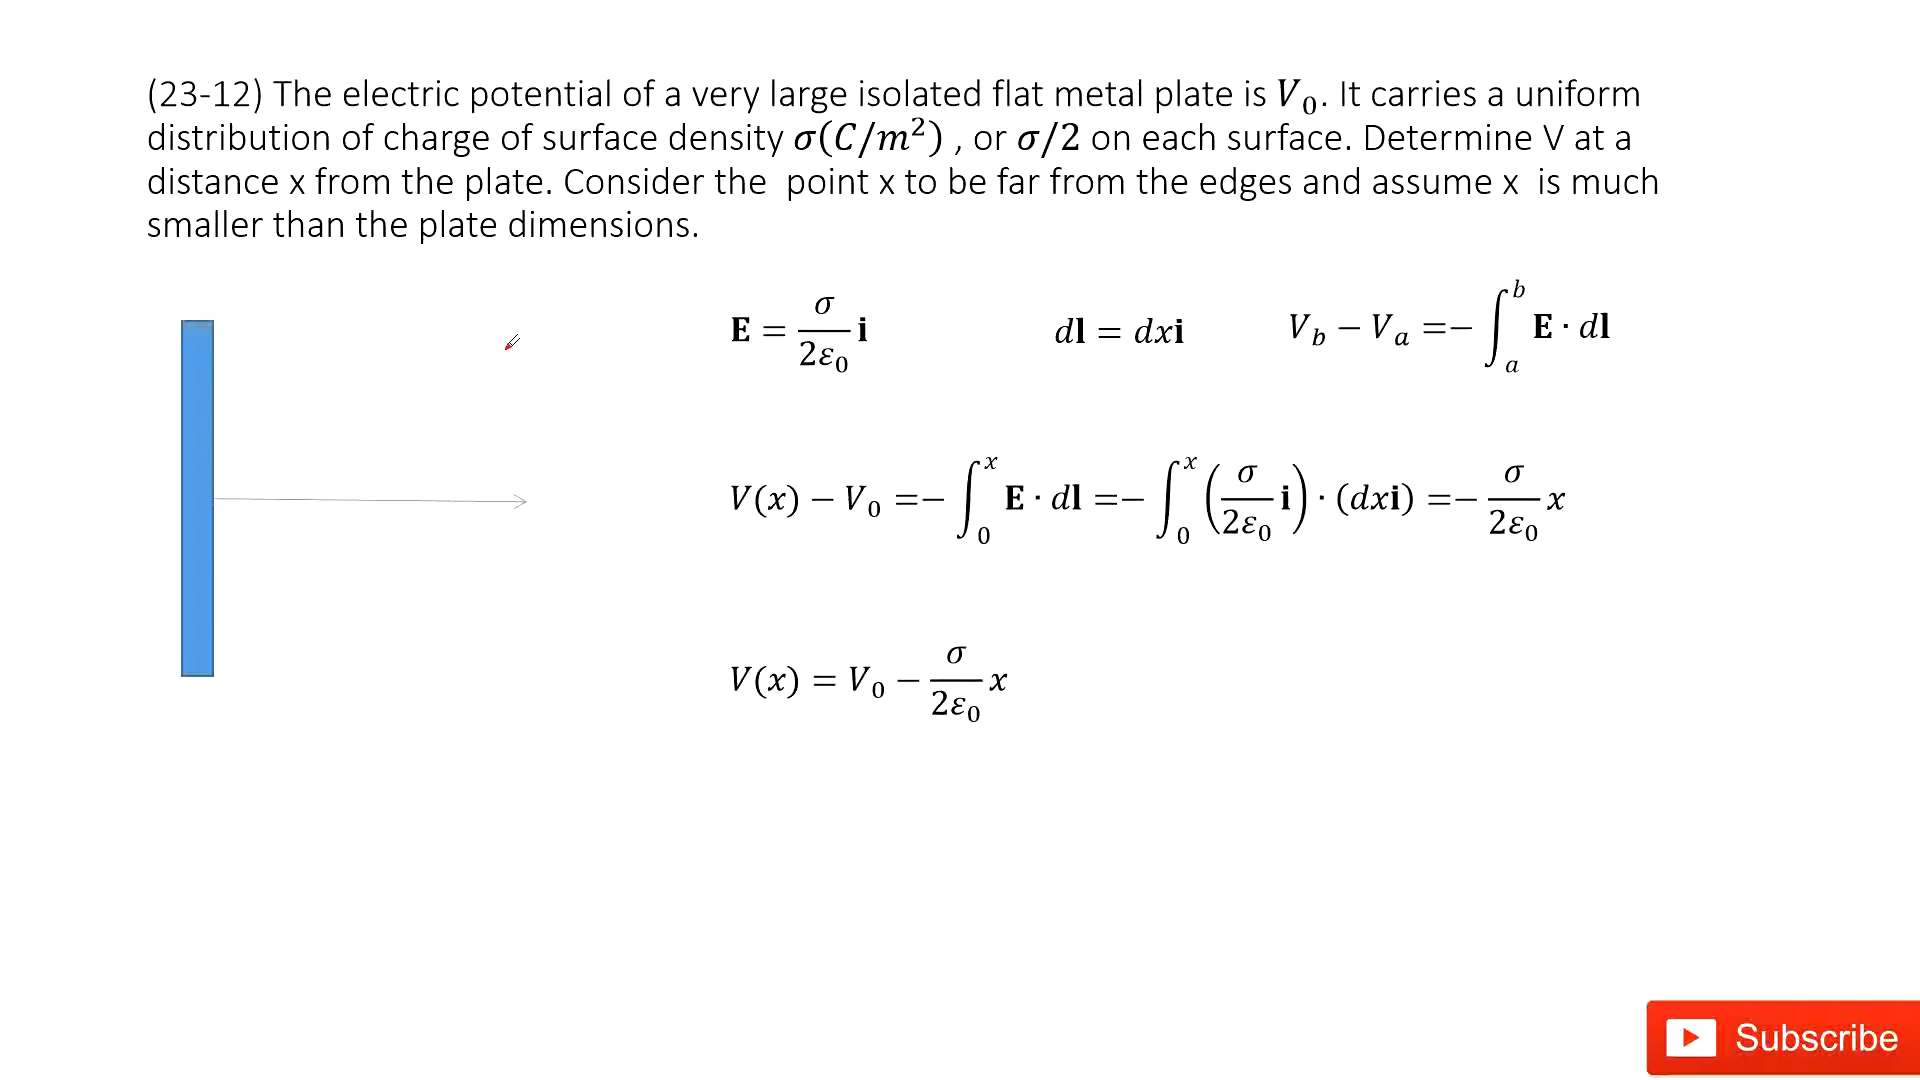 (23-12) The electric potential of a very large isolated flat metal plate is V₀. It carries a uniform
distribution of charge of surface density σ(C/m²) , or σ/2 on each surface. Determine V at a
distance x from the plate. Consider the  point x to be far from the edges and assume x  is much
smaller than the plate dimensions.
𝐄 = σ/2ε₀ 𝐢    d𝐥 = dx𝐢    V_b − V_a =− ∫_a^b 𝐄 · d𝐥
V(x) − V₀ =− ∫_0^x 𝐄 · d𝐥 =− ∫_0^x (σ/2ε₀ 𝐢) · (dx𝐢) =− σ/2ε₀ x
V(x) = V₀ − σ/2ε₀ x
Subscribe